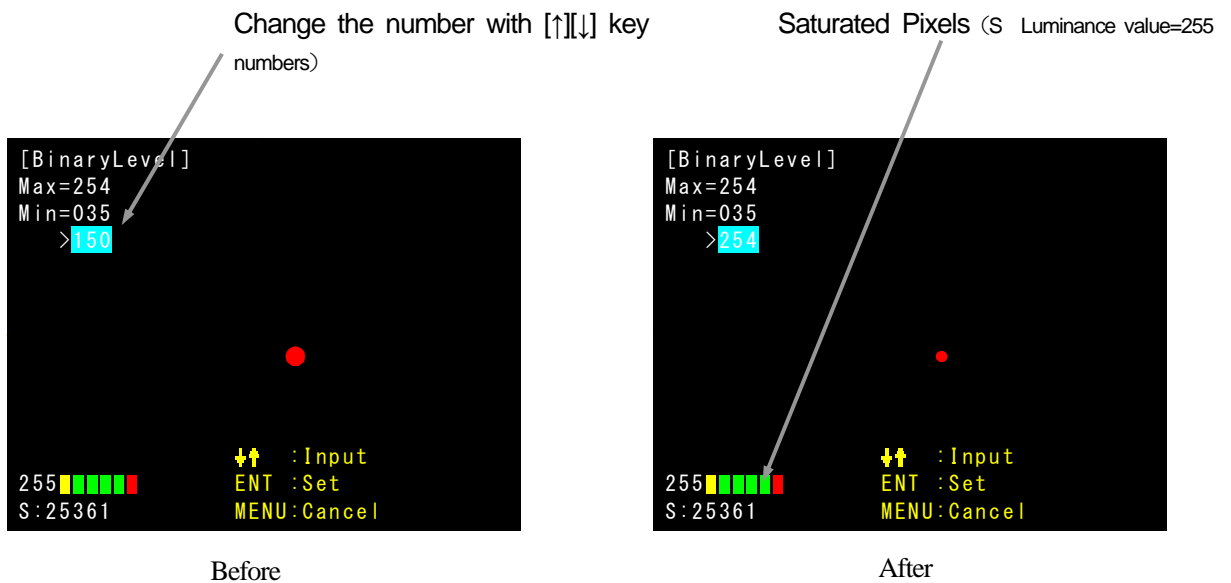 Change the number with [↑][↓] key
numbers）
Saturated Pixels（S Luminance value=255
[BinaryLevel]
Max=254
Min=035
>150
255
S:25361
↓↑ :Input
ENT :Set
MENU:Cancel
Before
[BinaryLevel]
Max=254
Min=035
>254
255
S:25361
↓↑ :Input
ENT :Set
MENU:Cancel
After